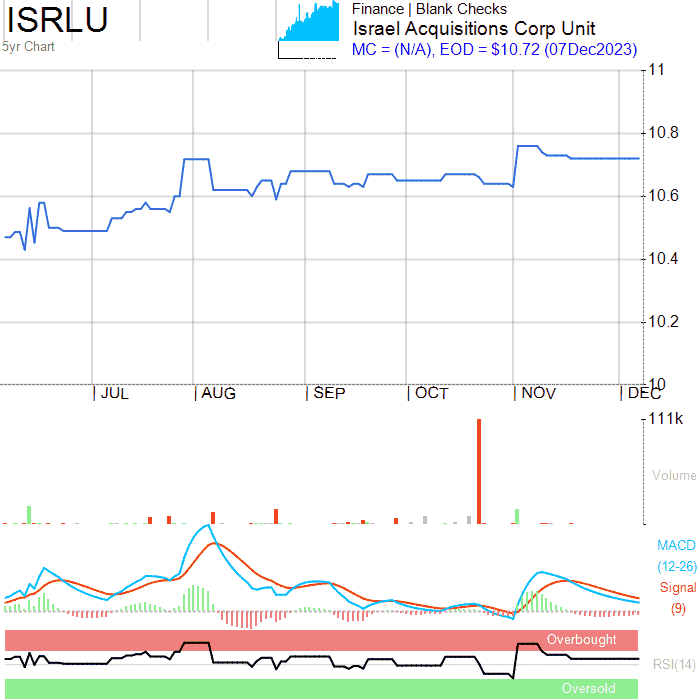 ISRLU
5yr Chart
Finance | Blank Checks
Israel Acquisitions Corp Unit
MC = (N/A), EOD = $10.72 (07Dec2023)
11
10.8
10.6
10.4
10.2
10
JUL
AUG
SEP
OCT
NOV
DEC
111k
Volume
MACD
(12-26)
Signal
(9)
Overbought
RSI(14)
Oversold